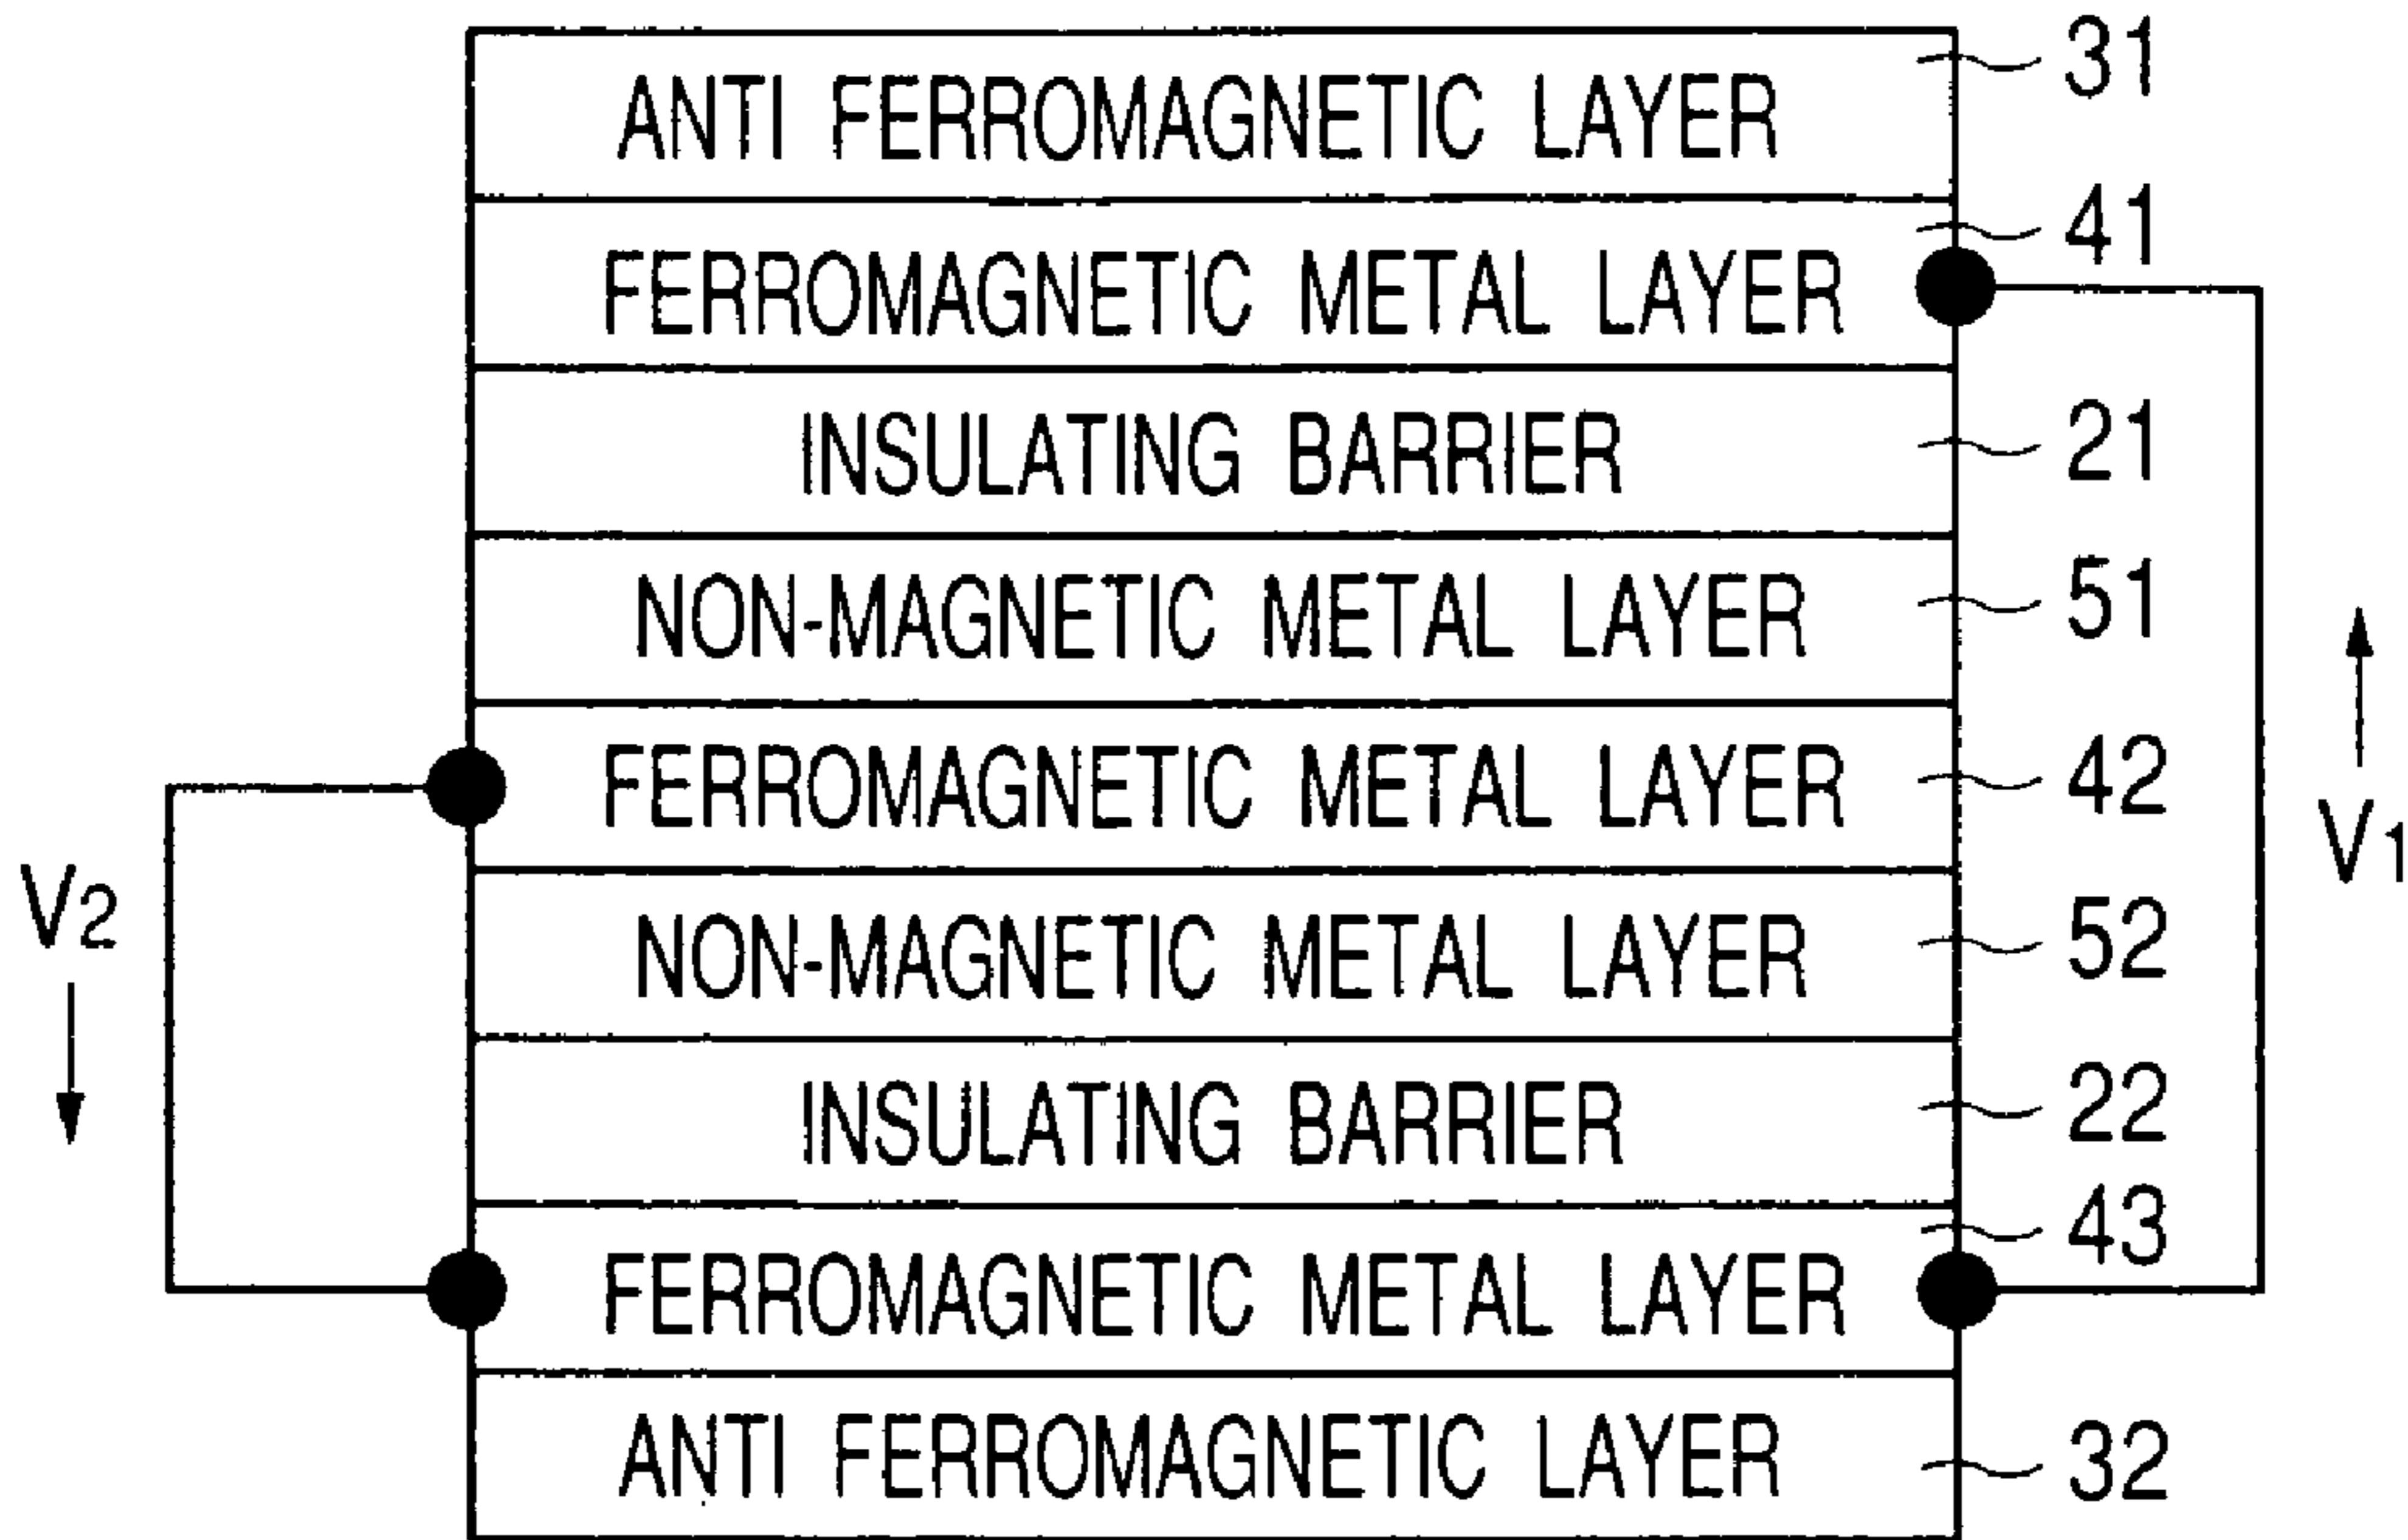 ANTI FERROMAGNETIC LAYER 31
FERROMAGNETIC METAL LAYER 41
INSULATING BARRIER 21
NON-MAGNETIC METAL LAYER 51
FERROMAGNETIC METAL LAYER 42
V1
V2
NON-MAGNETIC METAL LAYER 52
INSULATING BARRIER 22
FERROMAGNETIC METAL LAYER 43
ANTI FERROMAGNETIC LAYER 32